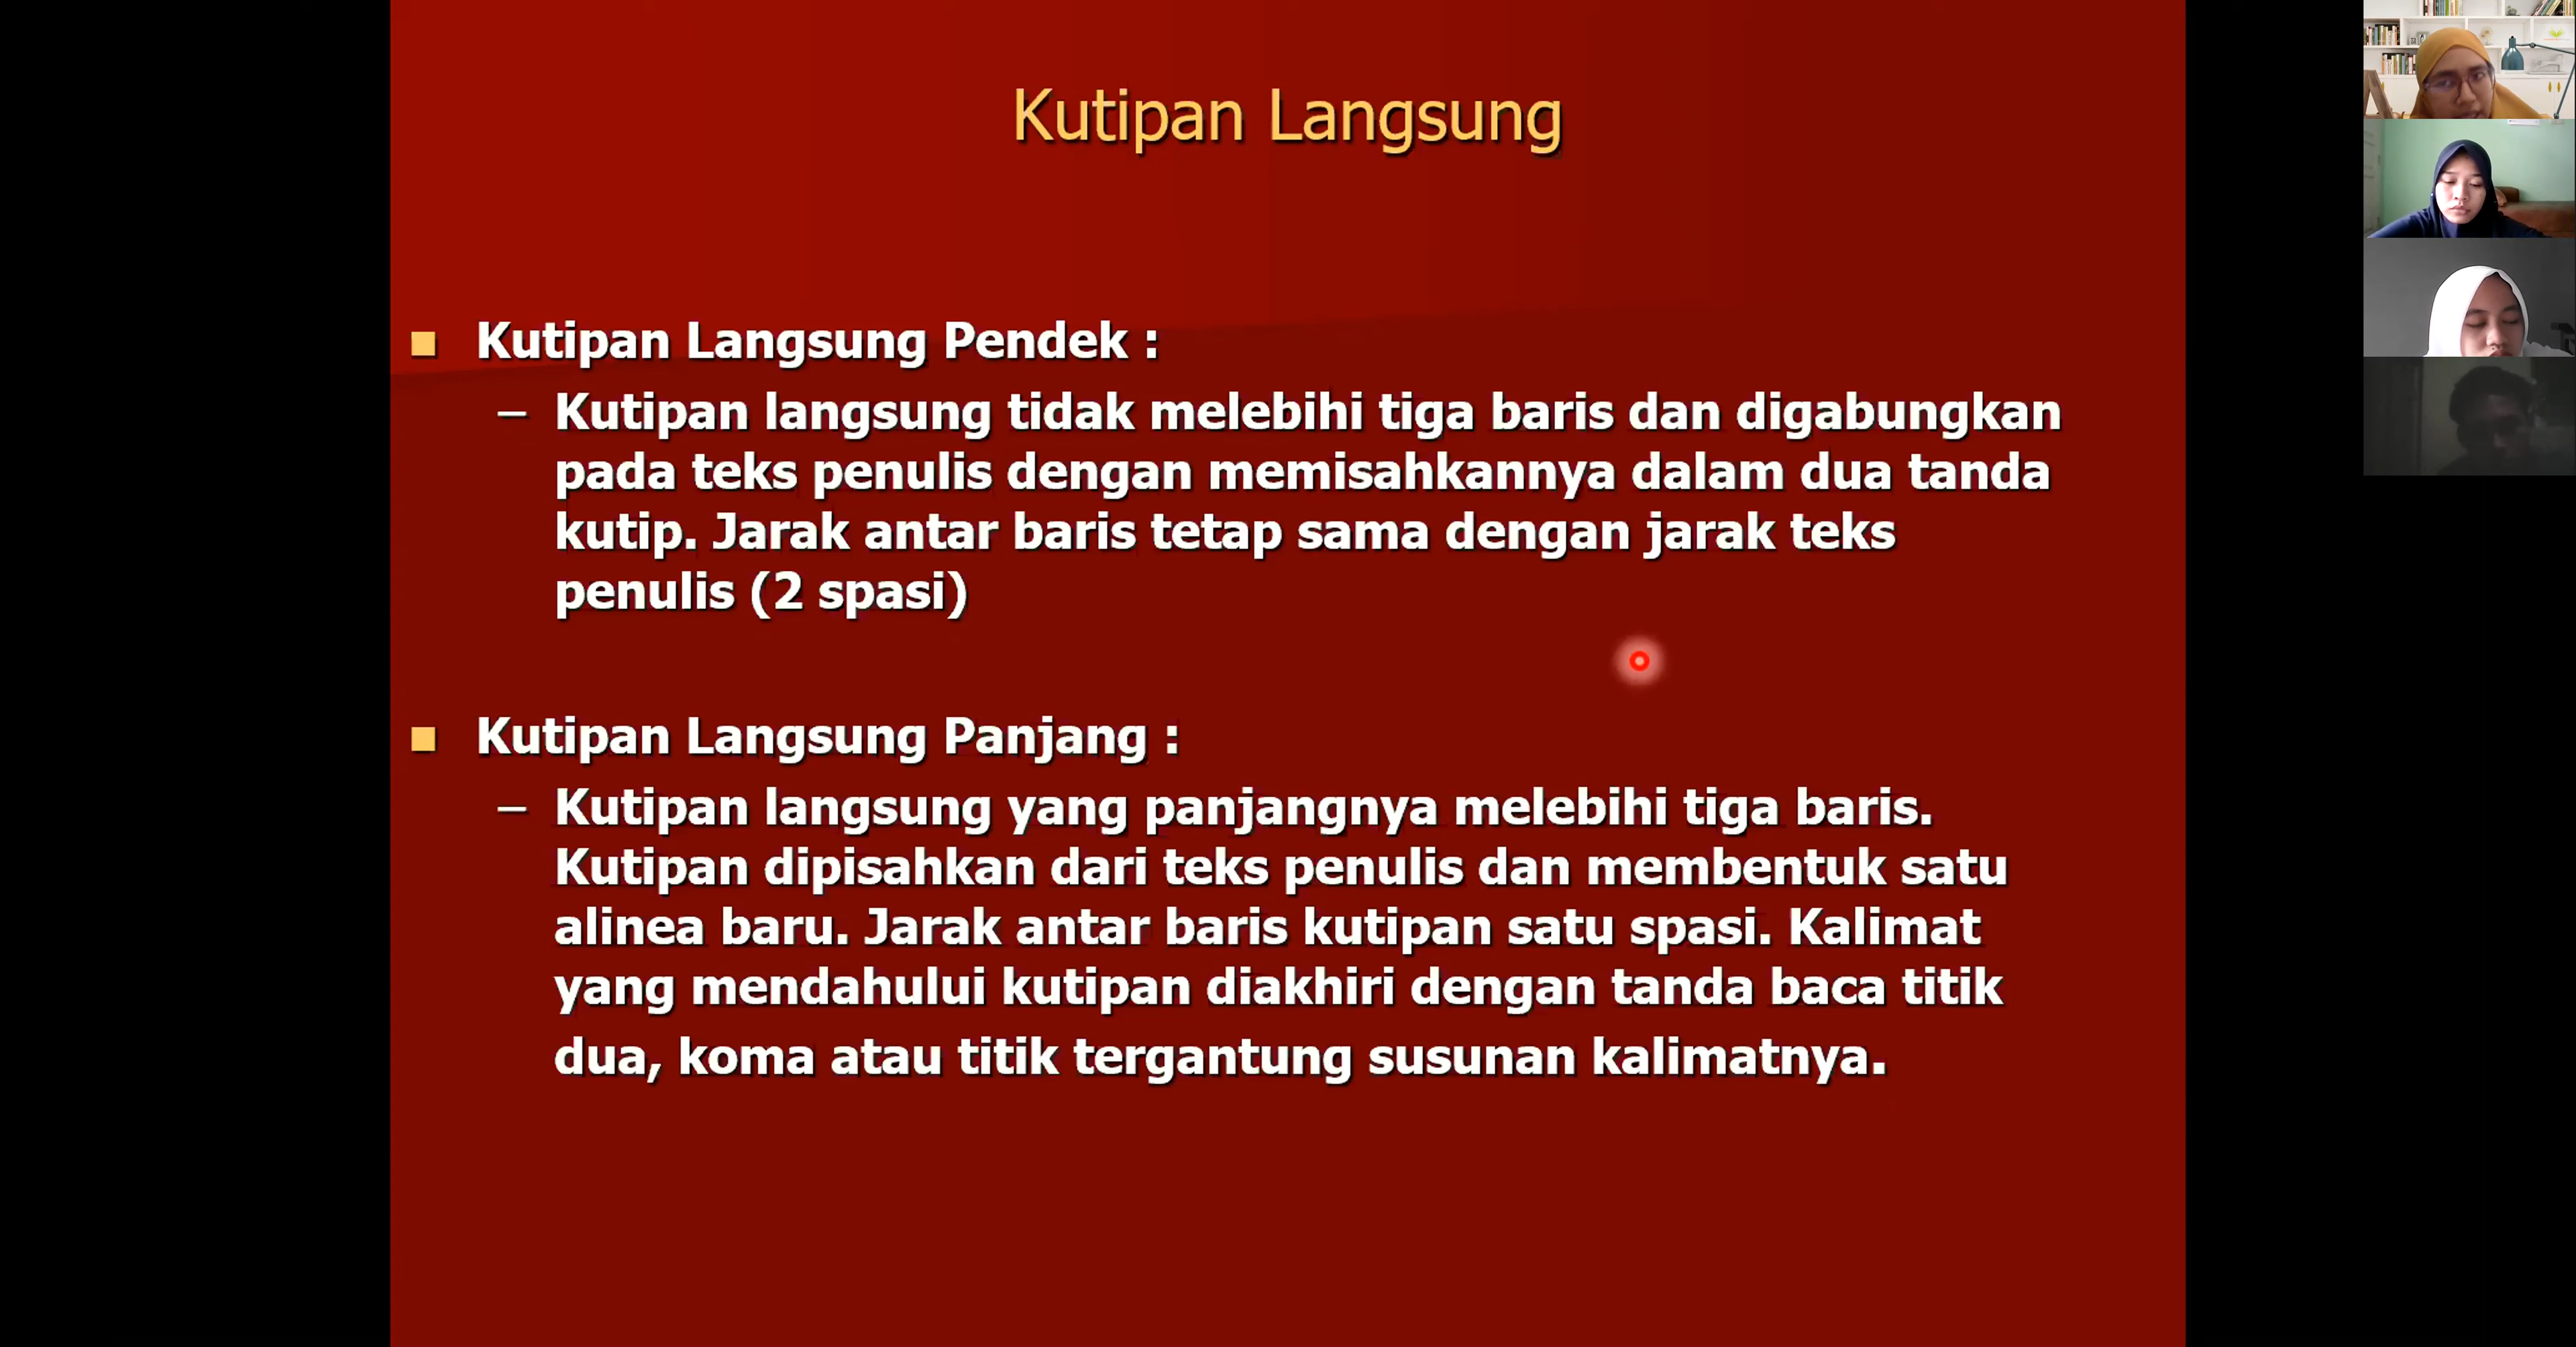 Kutipan Langsung
Kutipan Langsung Pendek :
– Kutipan langsung tidak melebihi tiga baris dan digabungkan
pada teks penulis dengan memisahkannya dalam dua tanda
kutip. Jarak antar baris tetap sama dengan jarak teks
penulis (2 spasi)
Kutipan Langsung Panjang :
– Kutipan langsung yang panjangnya melebihi tiga baris.
Kutipan dipisahkan dari teks penulis dan membentuk satu
alinea baru. Jarak antar baris kutipan satu spasi. Kalimat
yang mendahului kutipan diakhiri dengan tanda baca titik
dua, koma atau titik tergantung susunan kalimatnya.